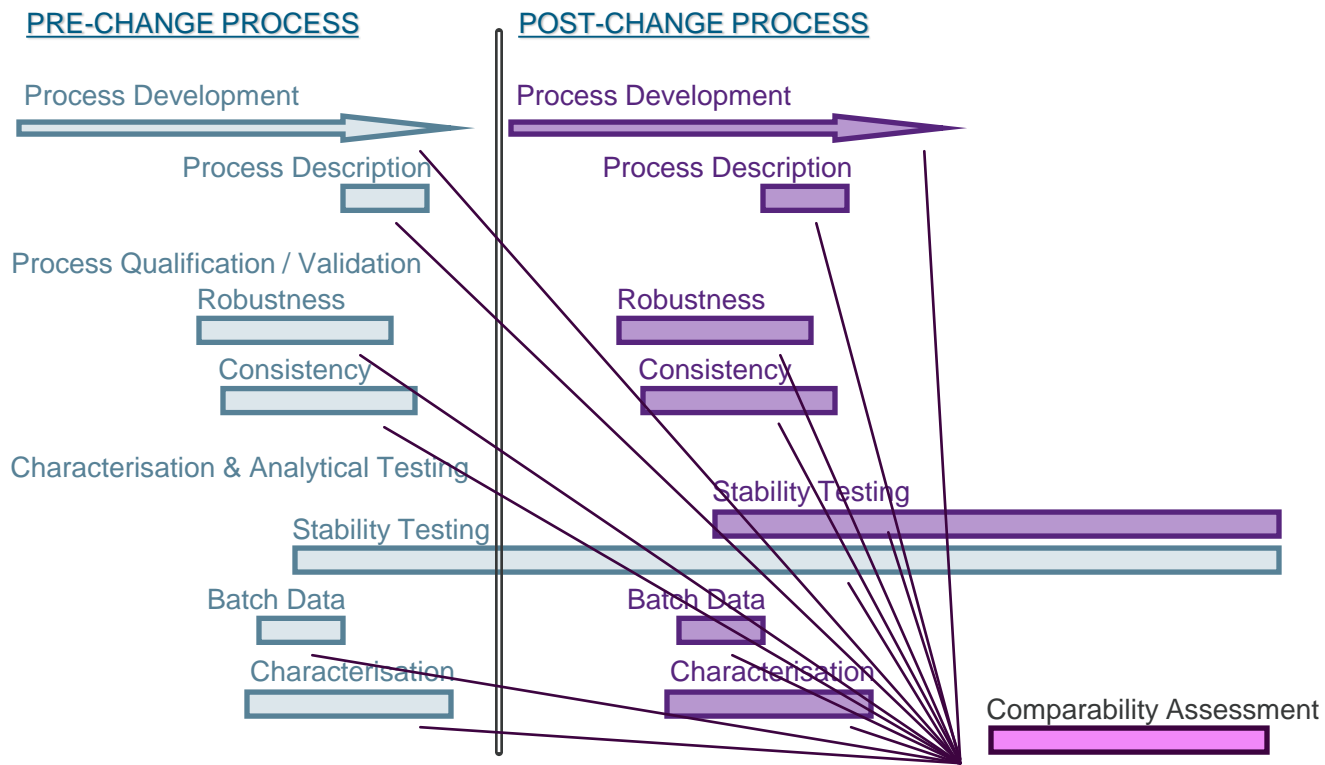 PRE-CHANGE PROCESS
POST-CHANGE PROCESS
Process Development
Process Development
Process Description
Process Description
Process Qualification / Validation
Robustness
Robustness
Consistency
Consistency
Characterisation & Analytical Testing
Stability Testing
Stability Testing
Batch Data
Batch Data
Characterisation
Characterisation
Comparability Assessment